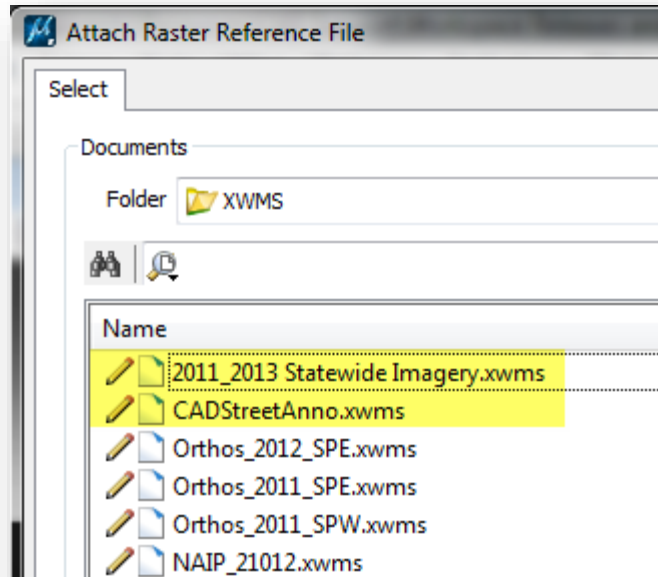 Attach Raster Reference File
Select
Documents
Folder XWMS
Name
2011_2013 Statewide Imagery.xwms
CADStreetAnno.xwms
Orthos_2012_SPE.xwms
Orthos_2011_SPE.xwms
Orthos_2011_SPW.xwms
NAIP_21012.xwms